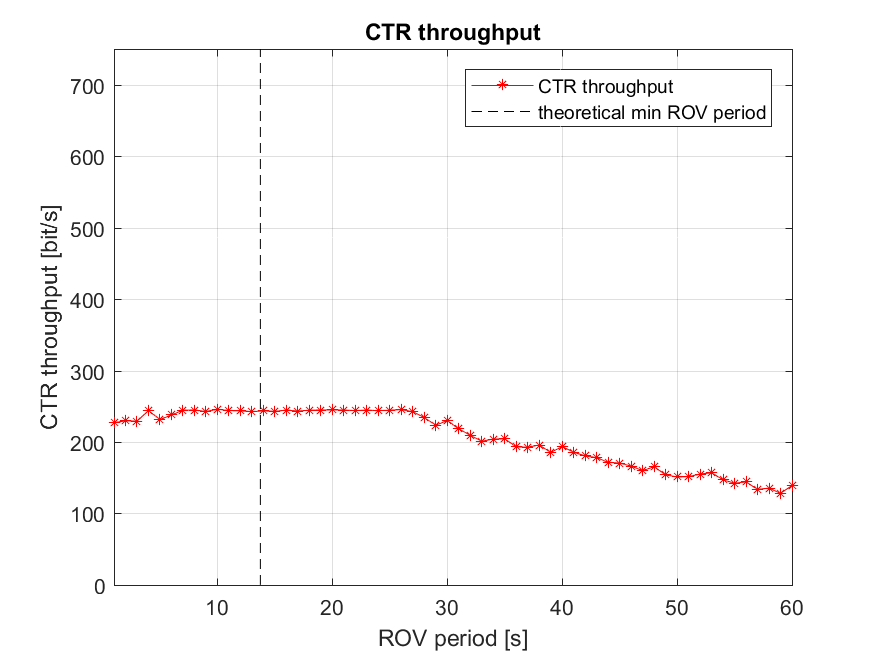 CTR throughput
CTR throughput
theoretical min ROV period
CTR throughput [bit/s]
700
600
500
400
300
200
100
0
10 20 30 40 50 60
ROV period [s]